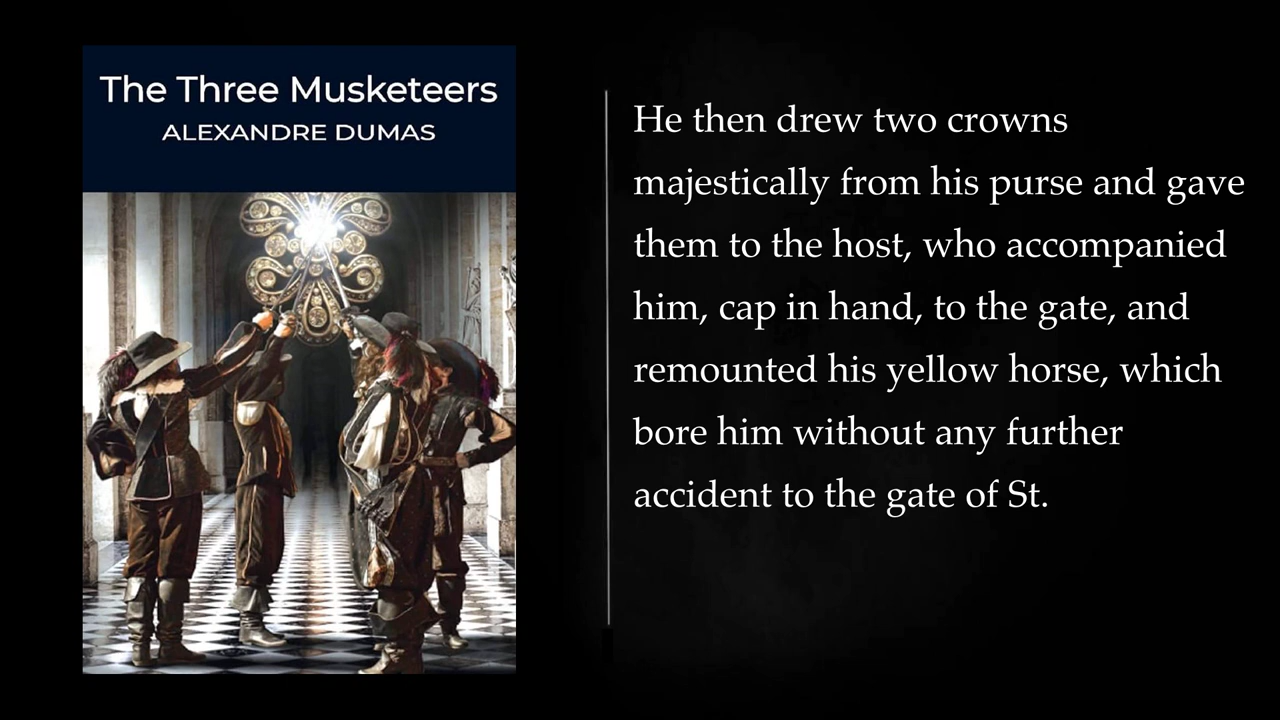 The Three Musketeers
ALEXANDRE DUMAS
He then drew two crowns
majestically from his purse and gave
them to the host, who accompanied
him, cap in hand, to the gate, and
remounted his yellow horse, which
bore him without any further
accident to the gate of St.